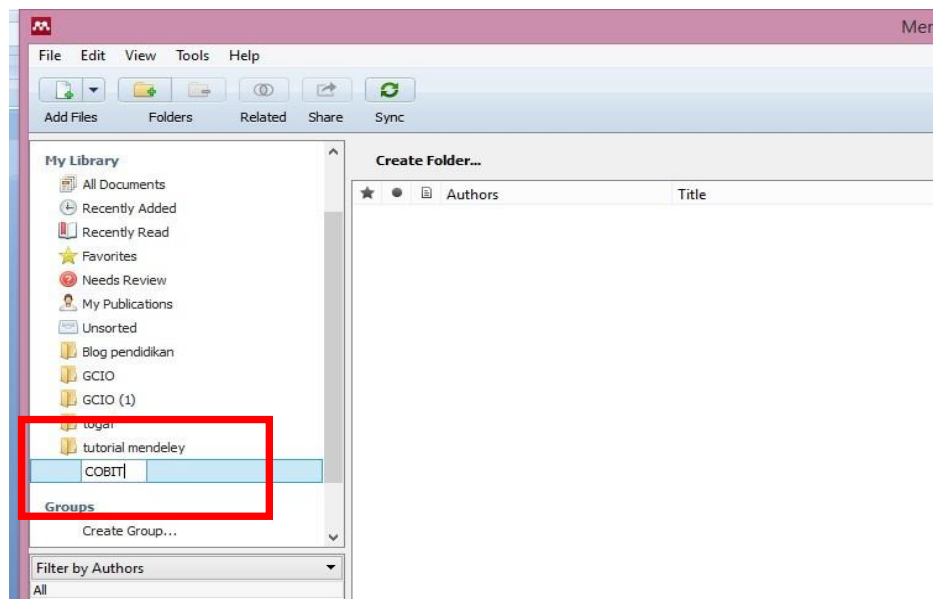 Men
File Edit View Tools Help
Add Files Folders Related Share Sync
My Library
All Documents
Recently Added
Recently Read
Favorites
Needs Review
My Publications
Unsorted
Blog pendidikan
GCIO
GCIO (1)
togar
tutorial mendeley
COBIT
Groups
Create Group...
Filter by Authors
All
Create Folder...
Authors Title